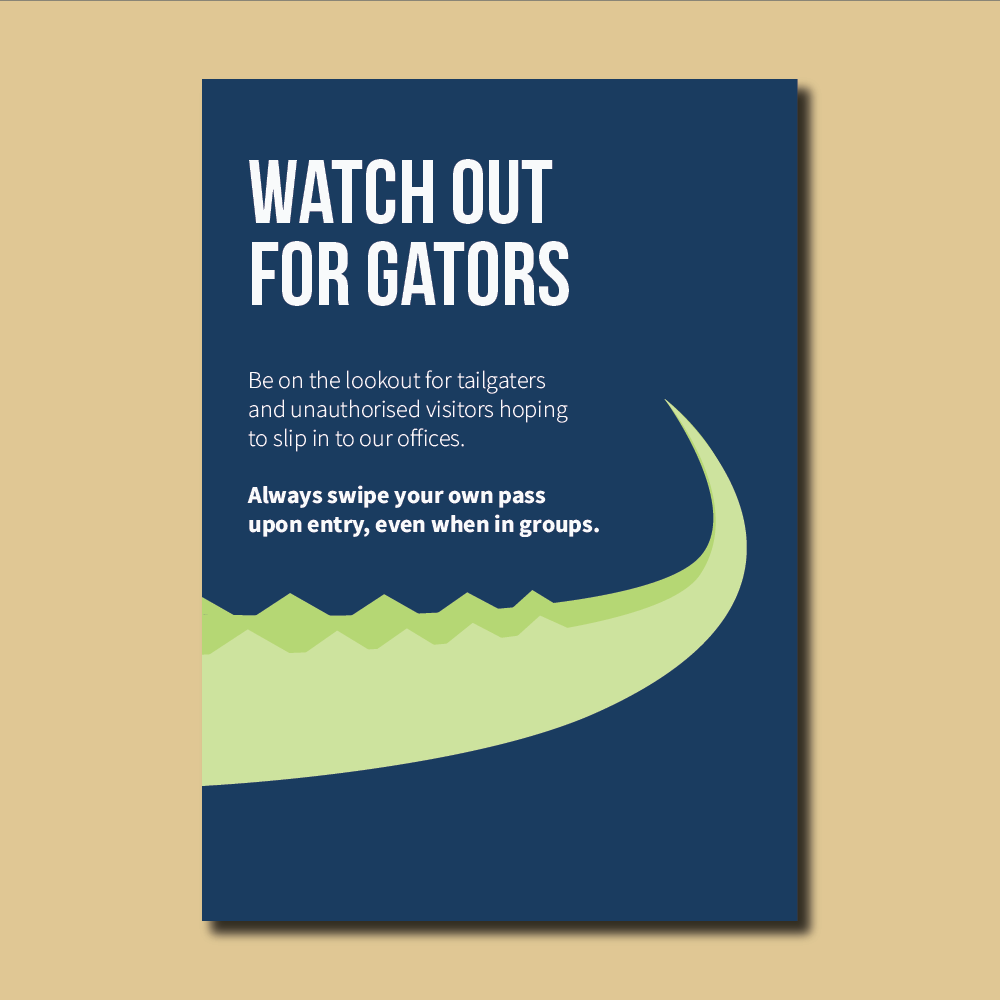 WATCH OUT
FOR GATORS
Be on the lookout for tailgaters
and unauthorised visitors hoping
to slip in to our offices.
Always swipe your own pass
upon entry, even when in groups.